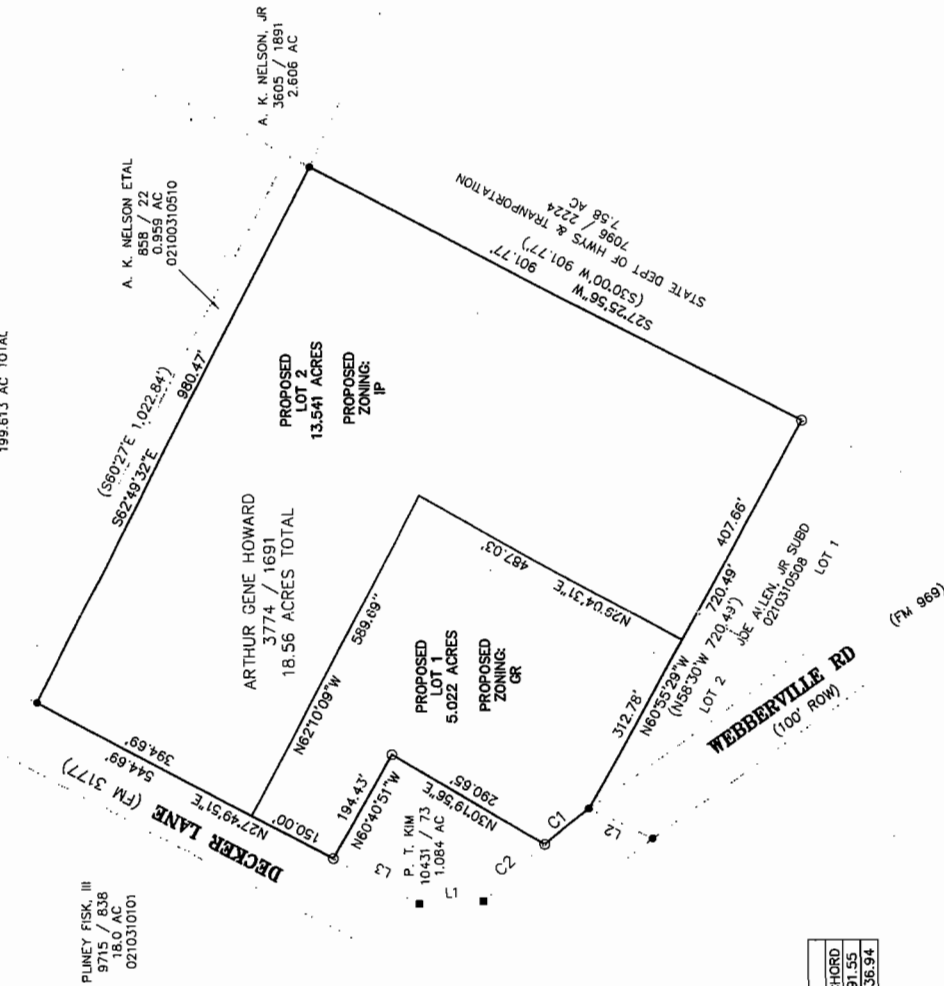 199.613 AC TOTAL
A. K. NELSON, JR
3605 / 1891
2.606 AC
A. K. NELSON ETAL
858 / 22
0.959 AC
02100310510
(S60°27'E 1,022.84')
S62°49'32"E
980.47'
STATE DEPT OF HWYS & TRANPORTATION
7096 / 2224
7.58 AC
(S30°00'W 901.77')
901.77'
S27°25'56"W
PROPOSED
LOT 2
13.541 ACRES
PROPOSED
ZONING:
IP
ARTHUR GENE HOWARD
3774 / 1691
18.56 ACRES TOTAL
DECKER LANE (FM 3177)
544.69'
394.69'
N27°49'51"E
150.00'
N62°10'09"W
589.69"
487.03'
N29°04'31"E
PROPOSED
LOT 1
5.022 ACRES
PROPOSED
ZONING:
GR
194.43'
N60°40'51"W
290.65'
N30°19'56"E
P. T. KIM
10431 / 73
1.084 AC
L3
L1
C2
C1
L2
PLINEY FISK, III
9715 / 838
18.0 AC
0210310101
407.66'
720.49'
312.78'
N60°55'29"W
(N58°30'W 720.49')
JOE ALLEN, JR SUBD
0210310508
LOT 1
LOT 2
WEBBERVILLE RD
(100' ROW)
(FM 969)
HORD
91.55
36.94